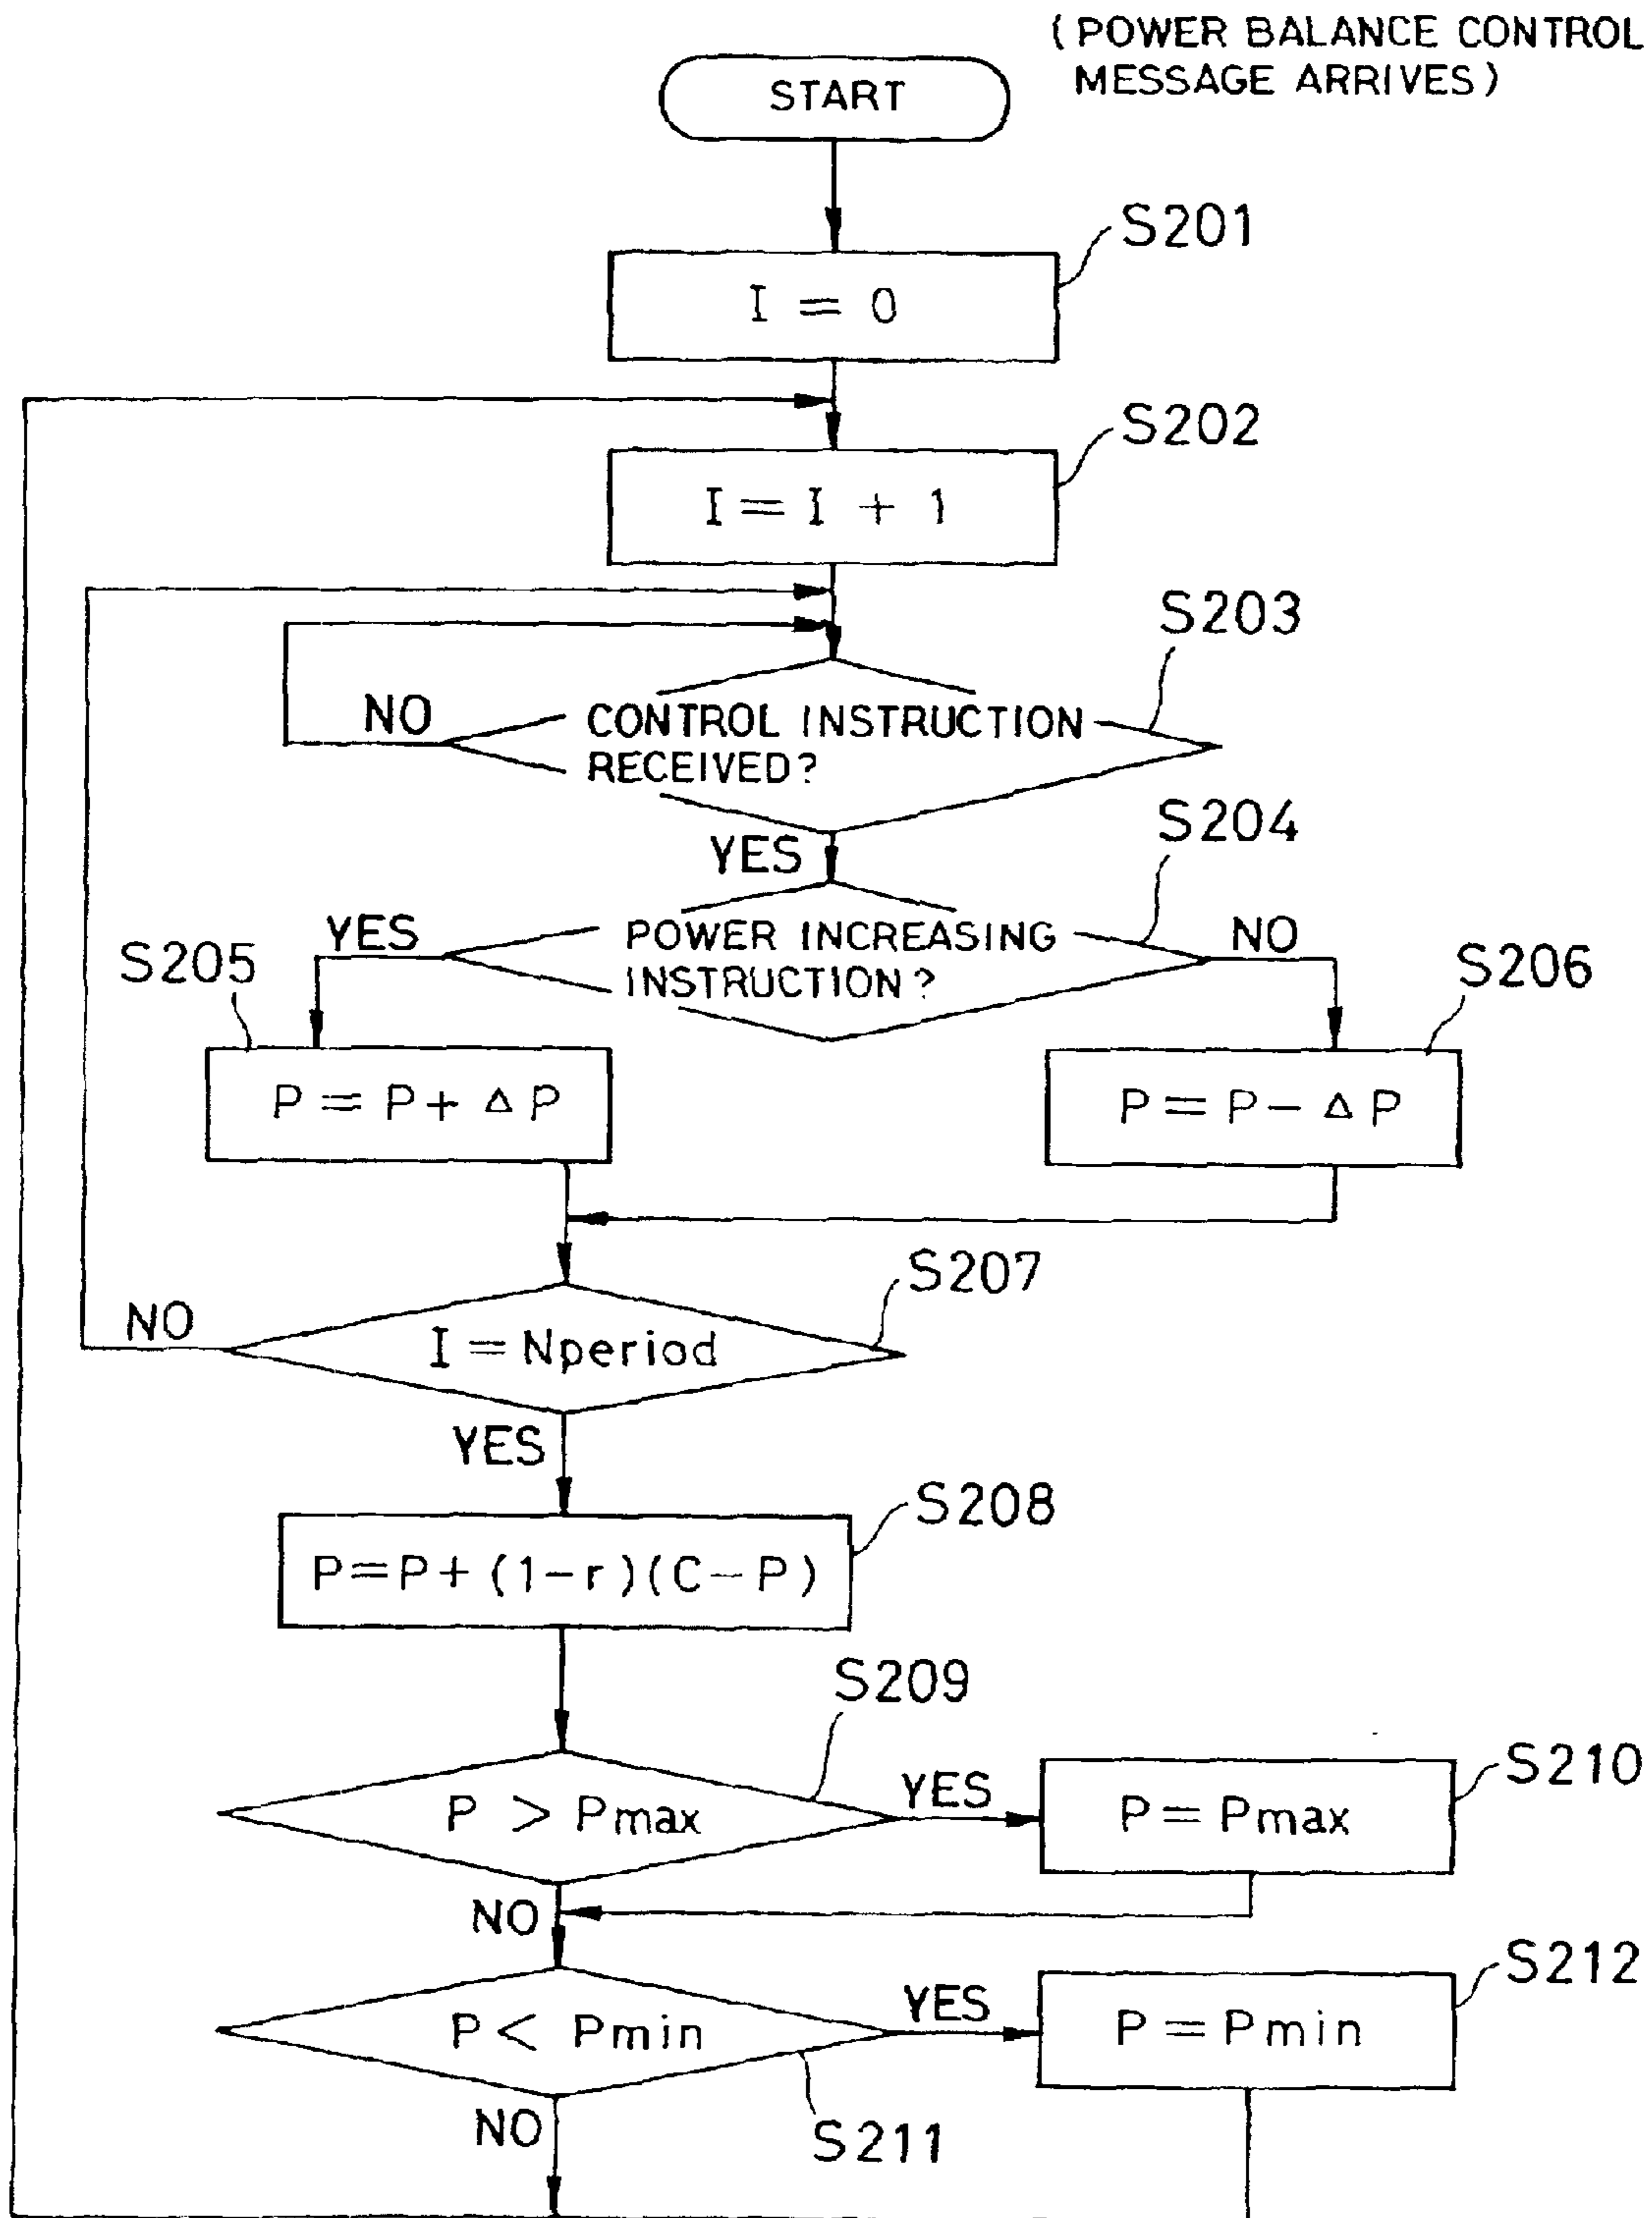 (POWER BALANCE CONTROL
MESSAGE ARRIVES)
START
S201
I = 0
S202
I = I + 1
S203
NO
CONTROL INSTRUCTION
RECEIVED?
YES
S204
YES
POWER INCREASING
INSTRUCTION?
NO
S205
S206
P = P + Δ P
P = P - Δ P
S207
NO
I = Nperiod
YES
S208
P=P+(1-r)(C-P)
S209
P > Pmax
YES
S210
P = Pmax
NO
P < Pmin
YES
S212
P = Pmin
NO
S211